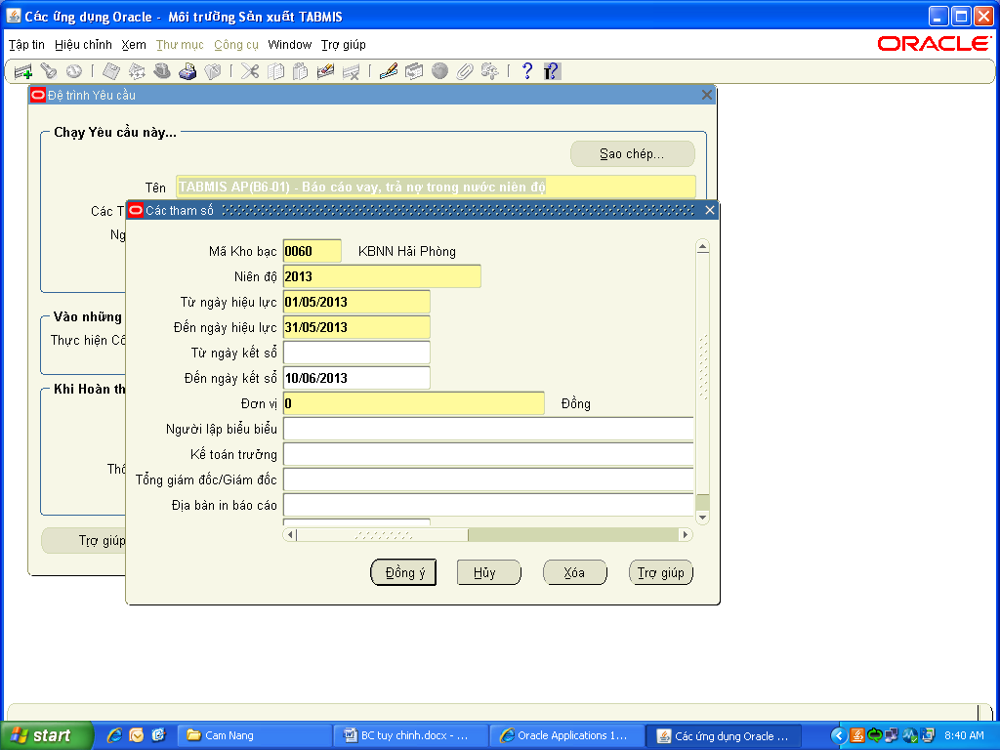 Các ứng dụng Oracle - Môi trường Sản xuất TABMIS
Tập tin Hiệu chỉnh Xem Thư mục Công cụ Window Trợ giúp
ORACLE
Đệ trình Yêu cầu
Chạy Yêu cầu này...
Sao chép...
Tên TABMIS AP(B6-01) - Báo cáo vay, trả nợ trong nước niên độ
Các T
Các tham số
Ng
Mã Kho bạc 0060 KBNN Hải Phòng
Niên độ 2013
Từ ngày hiệu lực 01/05/2013
Vào những
Đến ngày hiệu lực 31/05/2013
Thực hiện Cô
Từ ngày kết sổ
Đến ngày kết sổ 10/06/2013
Khi Hoàn th
Đơn vị 0 Đồng
Người lập biểu biểu
Kế toán trưởng
Thô
Tổng giám đốc/Giám đốc
Địa bàn in báo cáo
Trợ giúp
Đồng ý Hủy Xóa Trợ giúp
start Cam Nang BC tuy chinh.docx - ... Oracle Applications 1... Các ứng dụng Oracle ... 8:40 AM